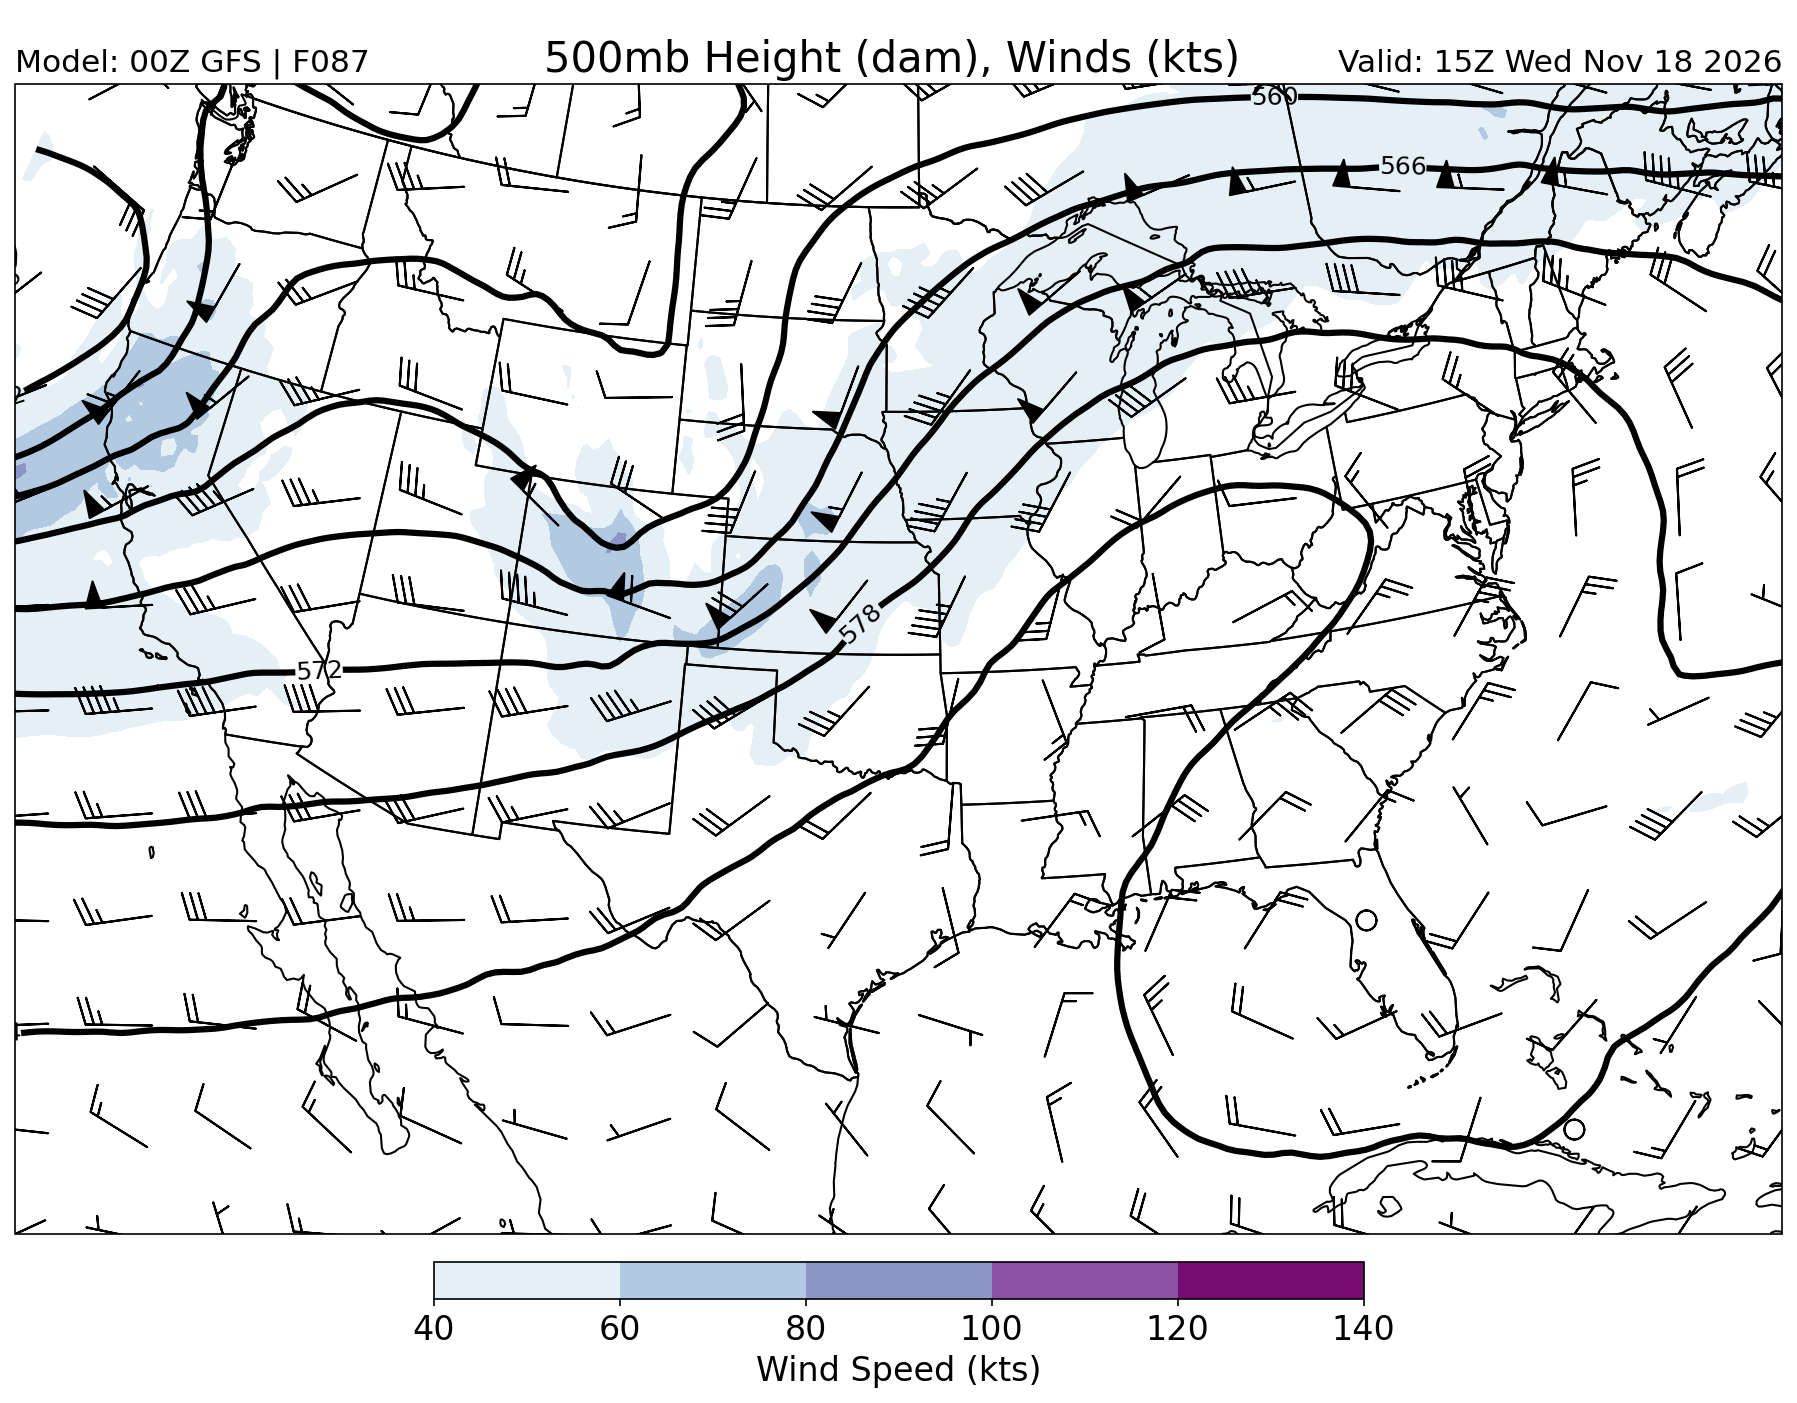 Model: 00Z GFS | F087
500mb Height (dam), Winds (kts)
Valid: 15Z Wed Nov 18 2026
560
566
578
572
40 60 80 100 120 140
Wind Speed (kts)